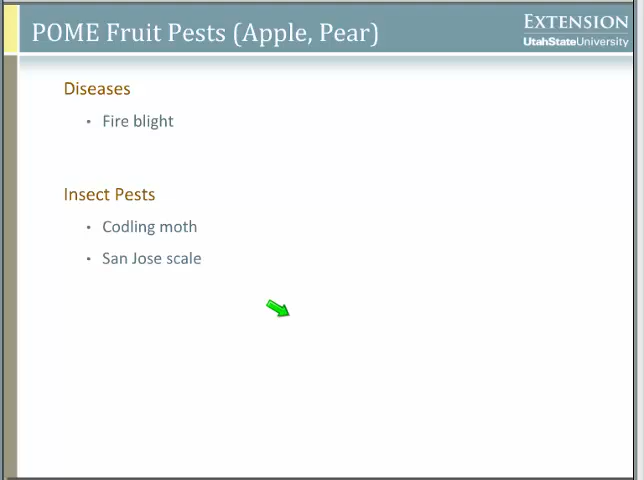 POME Fruit Pests (Apple, Pear)
EXTENSION
UtahStateUniversity
Diseases
▪ Fire blight
Insect Pests
▪ Codling moth
▪ San Jose scale